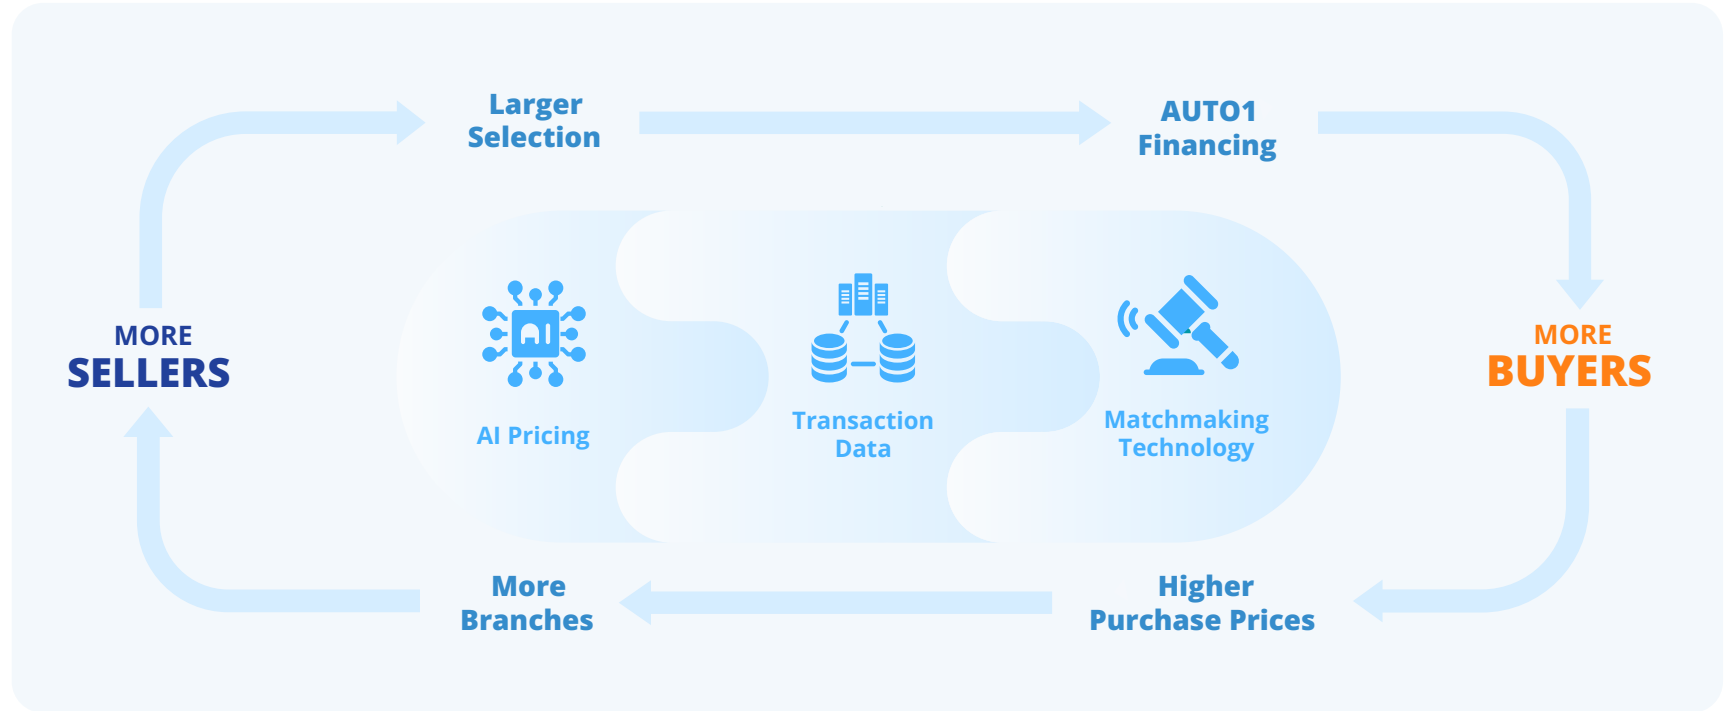 Larger
Selection
AUTO1
Financing
MORE
SELLERS
MORE
BUYERS
AI
AI Pricing
Transaction
Data
Matchmaking
Technology
More
Branches
Higher
Purchase Prices